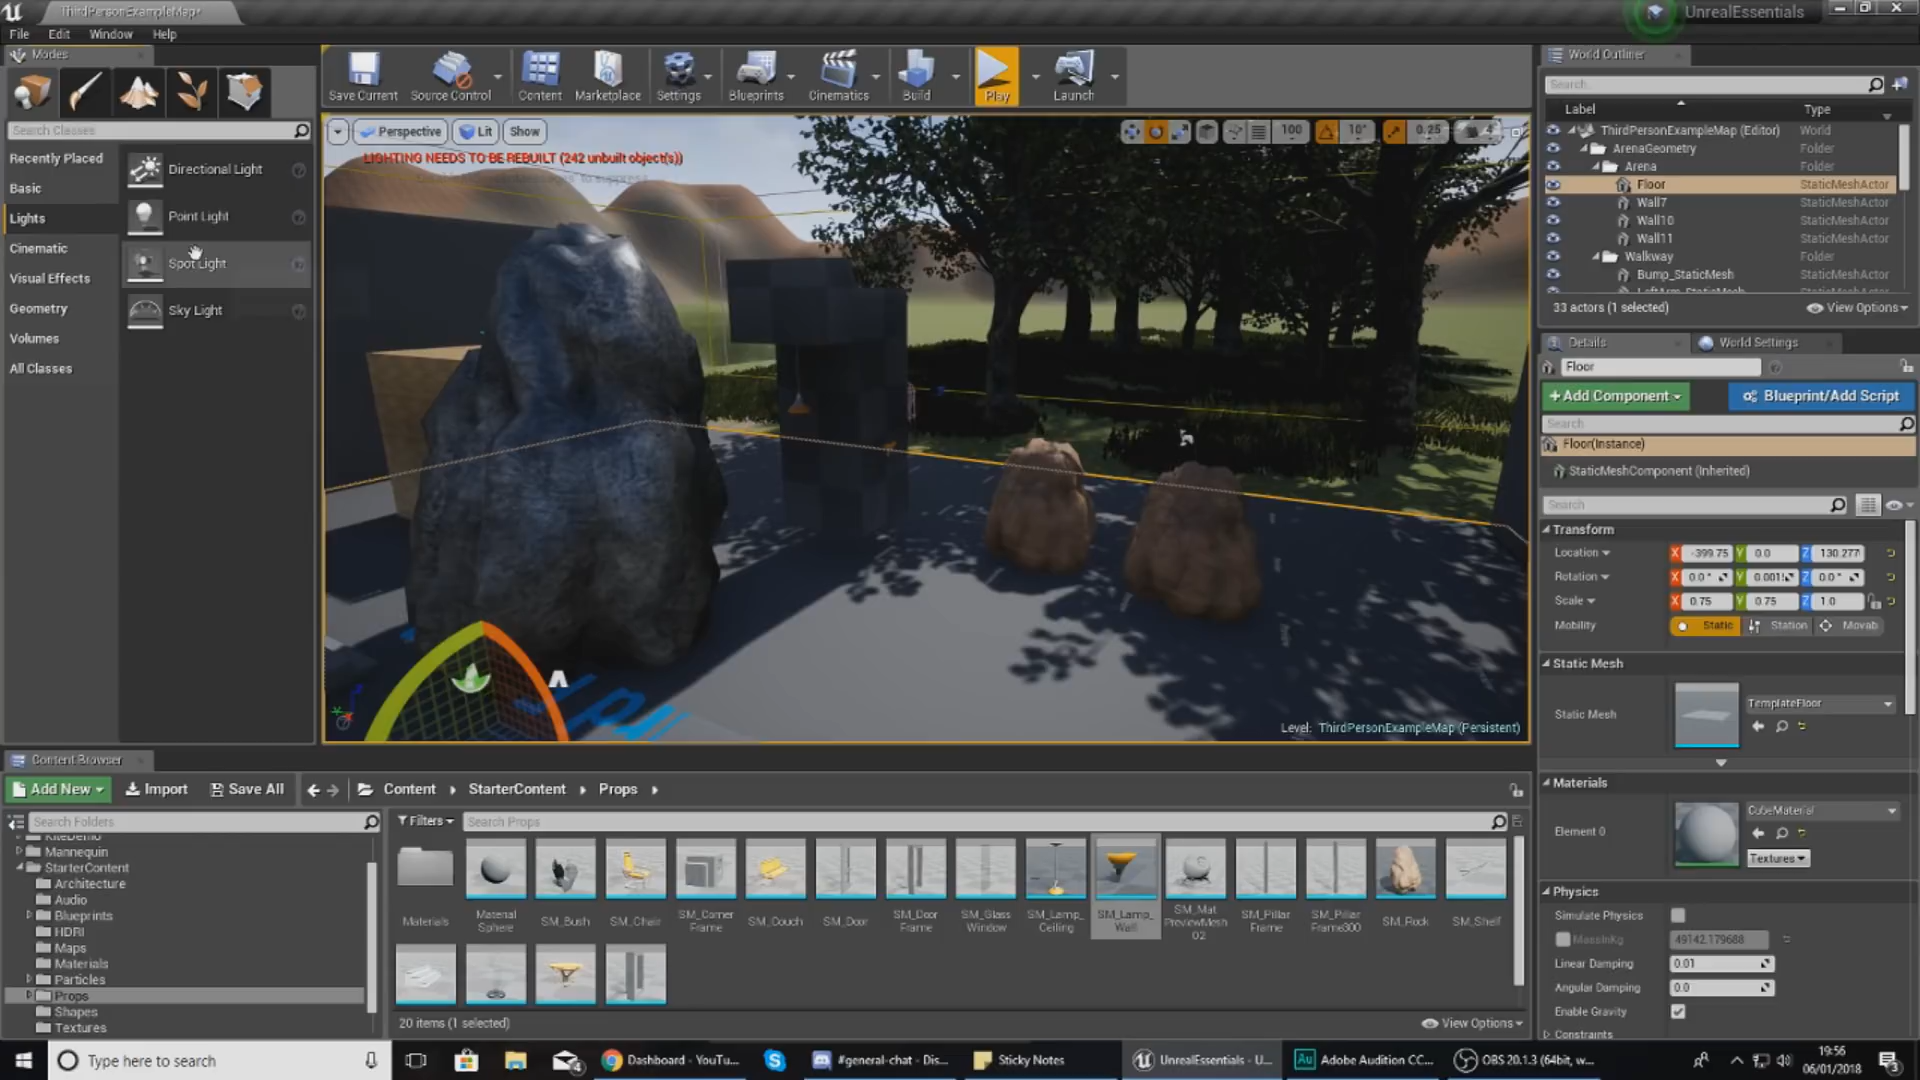 ThirdPersonExampleMap*
UnrealEssentials
File Edit Window Help
Modes
Search Classes
Recently Placed
Basic
Lights
Cinematic
Visual Effects
Geometry
Volumes
All Classes
Directional Light
Point Light
Spot Light
Sky Light
Save Current
Source Control
Content
Marketplace
Settings
Blueprints
Cinematics
Build
Play
Launch
Perspective
Lit
Show
100
10°
0.25
4
LIGHTING NEEDS TO BE REBUILT (242 unbuilt object(s))
Level: ThirdPersonExampleMap (Persistent)
World Outliner
Search...
Label Type
ThirdPersonExampleMap (Editor) World
ArenaGeometry Folder
Arena Folder
Floor StaticMeshActor
Wall7 StaticMeshActor
Wall10 StaticMeshActor
Wall11 StaticMeshActor
Walkway Folder
Bump_StaticMesh StaticMeshActor
LeftArm_StaticMesh StaticMeshActor
33 actors (1 selected)
View Options
Details
World Settings
Floor
+Add Component
Blueprint/Add Script
Search
Floor(Instance)
StaticMeshComponent (Inherited)
Search
Transform
Location X -399.75 Y 0.0 Z 130.277
Rotation X 0.0° Y Z 0.0°
Scale X 0.75 Y 0.75 Z 1.0
Mobility Static Station Movab
Static Mesh
Static Mesh
TemplateFloor
Materials
Element 0
CubeMaterial
Textures
Physics
Simulate Physics
MassInKg 49142.179688
Linear Damping 0.01
Angular Damping 0.0
Enable Gravity
Constraints
Content Browser
Add New
Import
Save All
Content
StarterContent
Props
Search Folders
Filters
Search Props
KiteDemo
Mannequin
StarterContent
Architecture
Audio
Blueprints
HDRI
Maps
Materials
Particles
Props
Shapes
Textures
Materials
Material Sphere
SM_Bush
SM_Chair
SM_Corner Frame
SM_Couch
SM_Door
SM_Door Frame
SM_Glass Window
SM_Lamp_ Ceiling
SM_Lamp_ Wall
SM_Mat PreviewMesh 02
SM_Pillar Frame
SM_Pillar Frame300
SM_Rock
SM_Shelf
20 items (1 selected)
View Options
Type here to search
4
Dashboard - YouTu...
#general-chat - Dis...
Sticky Notes
UnrealEssentials - U...
Adobe Audition CC...
OBS 20.1.3 (64bit, w...
19:56
06/01/2018
3